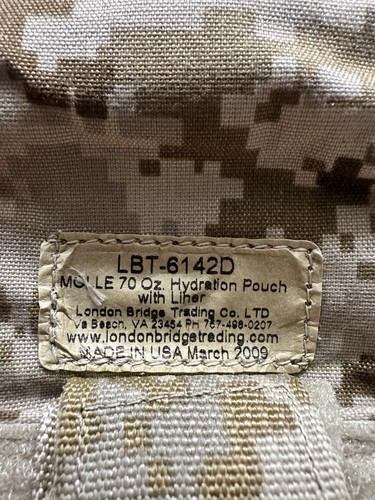 LBT-6142D
MOLLE 70 Oz. Hydration Pouch
with Liner
London Bridge Trading Co. LTD
Va Beach, VA 23454 PH 757-498-0207
www.londonbridgetrading.com
MADE IN USA March 2009